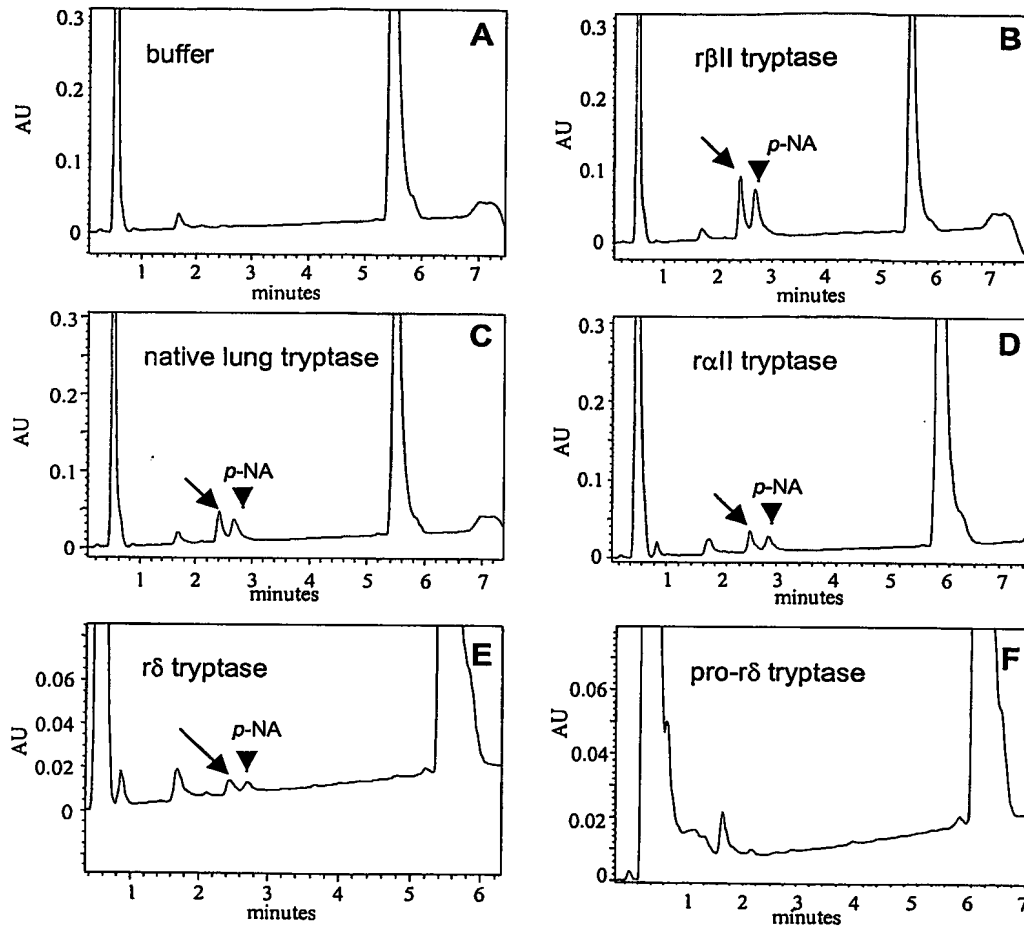 A
buffer
AU
0.3
0.2
0.1
0
1 2 3 4 5 6 7
minutes
B
rβII tryptase
p-NA
AU
0.3
0.2
0.1
0
1 2 3 4 5 6 7
minutes
C
native lung tryptase
p-NA
AU
0.3
0.2
0.1
0
1 2 3 4 5 6 7
minutes
D
rαII tryptase
p-NA
AU
0.3
0.2
0.1
0
1 2 3 4 5 6 7
minutes
E
rδ tryptase
p-NA
AU
0.06
0.04
0.02
0
1 2 3 4 5 6
minutes
F
pro-rδ tryptase
AU
0.06
0.04
0.02
0
1 2 3 4 5 6 7
minutes